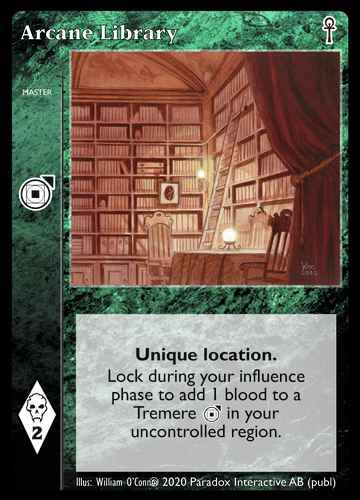 Arcane Library
MASTER
Unique location.
Lock during your influence
phase to add 1 blood to a
Tremere in your
uncontrolled region.
2
Illus: William O'Conno@ 2020 Paradox Interactive AB (publ)